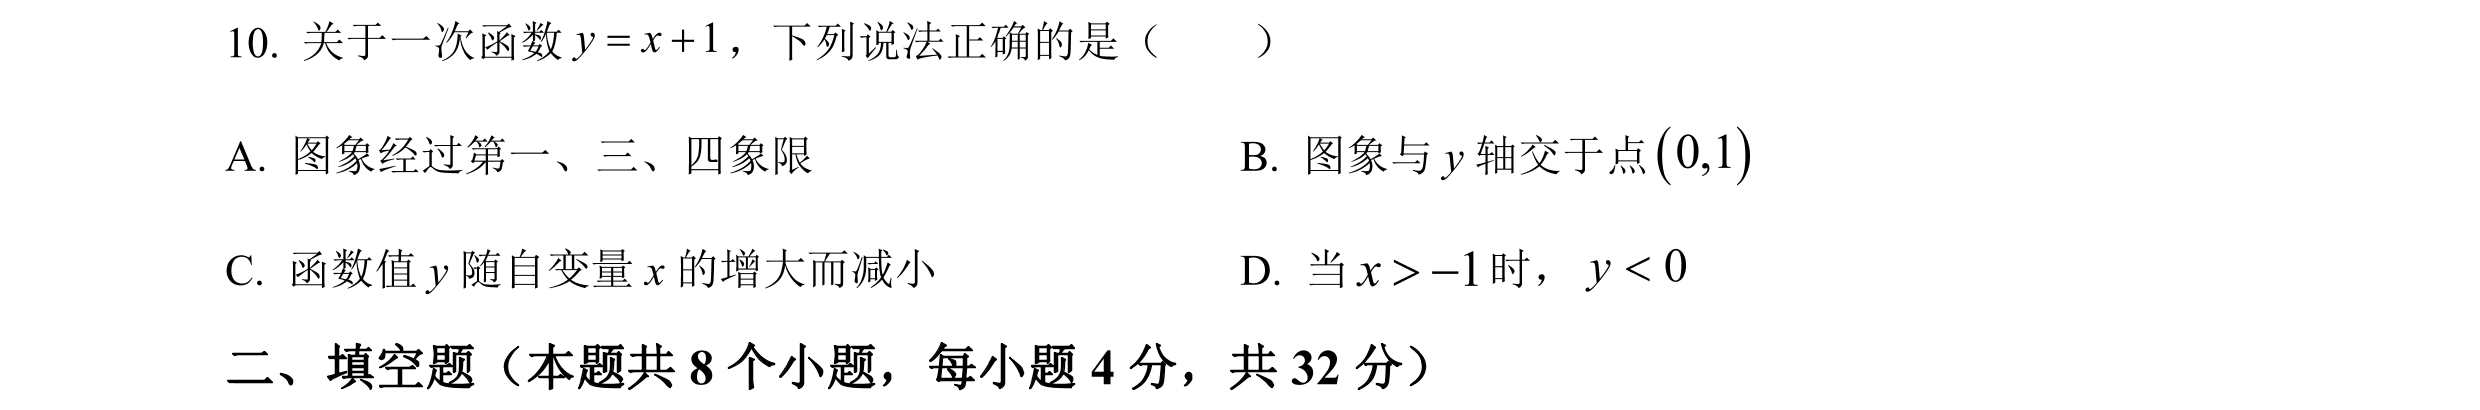 10. 关于一次函数 y = x + 1，下列说法正确的是（　　）
A. 图象经过第一、三、四象限　　B. 图象与 y 轴交于点 (0,1)
C. 函数值 y 随自变量 x 的增大而减小　　D. 当 x > −1 时， y < 0
二、填空题（本题共 8 个小题，每小题 4 分，共 32 分）